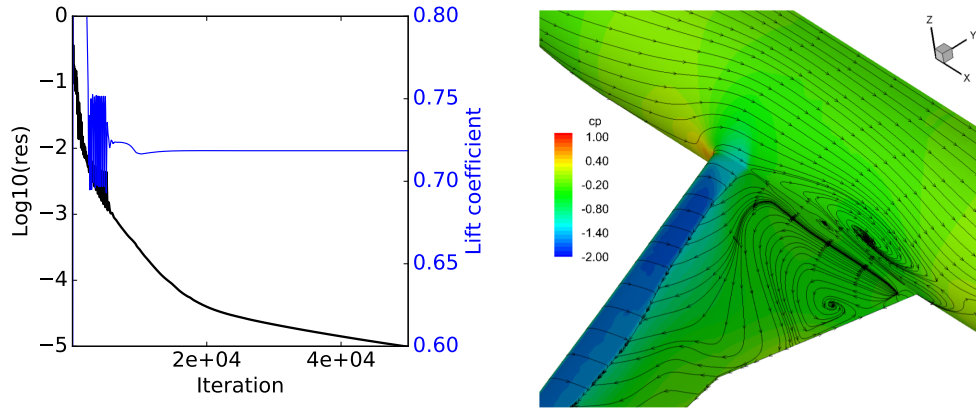 0
−1
−2
−3
−4
−5
Log10(res)
2e+04
4e+04
Iteration
0.80
0.75
0.70
0.65
0.60
Lift coefficient
cp
1.00
0.40
-0.20
-0.80
-1.40
-2.00
Z
Y
X